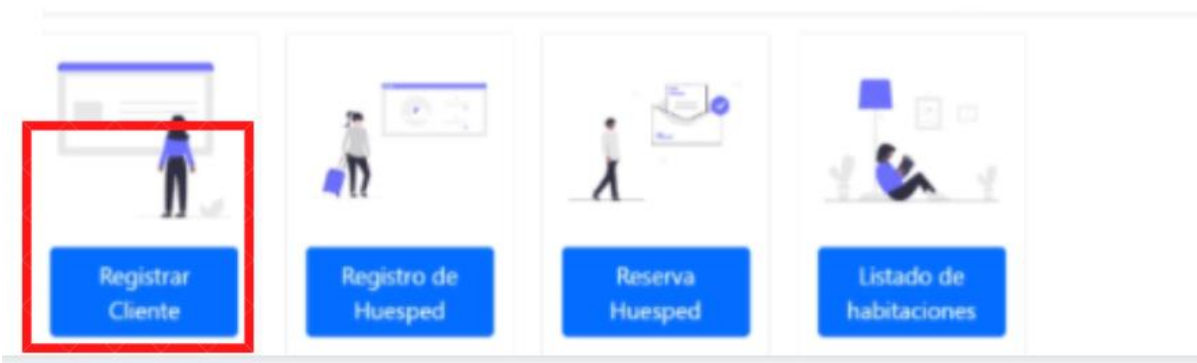 Registrar
Cliente
Registro de
Huesped
Reserva
Huesped
Listado de
habitaciones